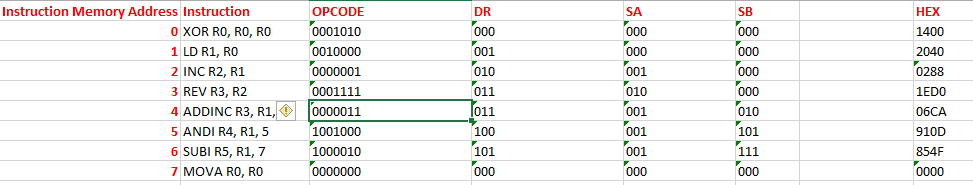 Instruction Memory Address Instruction OPCODE DR SA SB HEX
0 XOR R0, R0, R0 0001010 000 000 000 1400
1 LD R1, R0 0010000 001 000 000 2040
2 INC R2, R1 0000001 010 001 000 0288
3 REV R3, R2 0001111 011 010 000 1ED0
4 ADDINC R3, R1, 0000011 011 001 010 06CA
5 ANDI R4, R1, 5 1001000 100 001 101 910D
6 SUBI R5, R1, 7 1000010 101 001 111 854F
7 MOVA R0, R0 0000000 000 000 000 0000